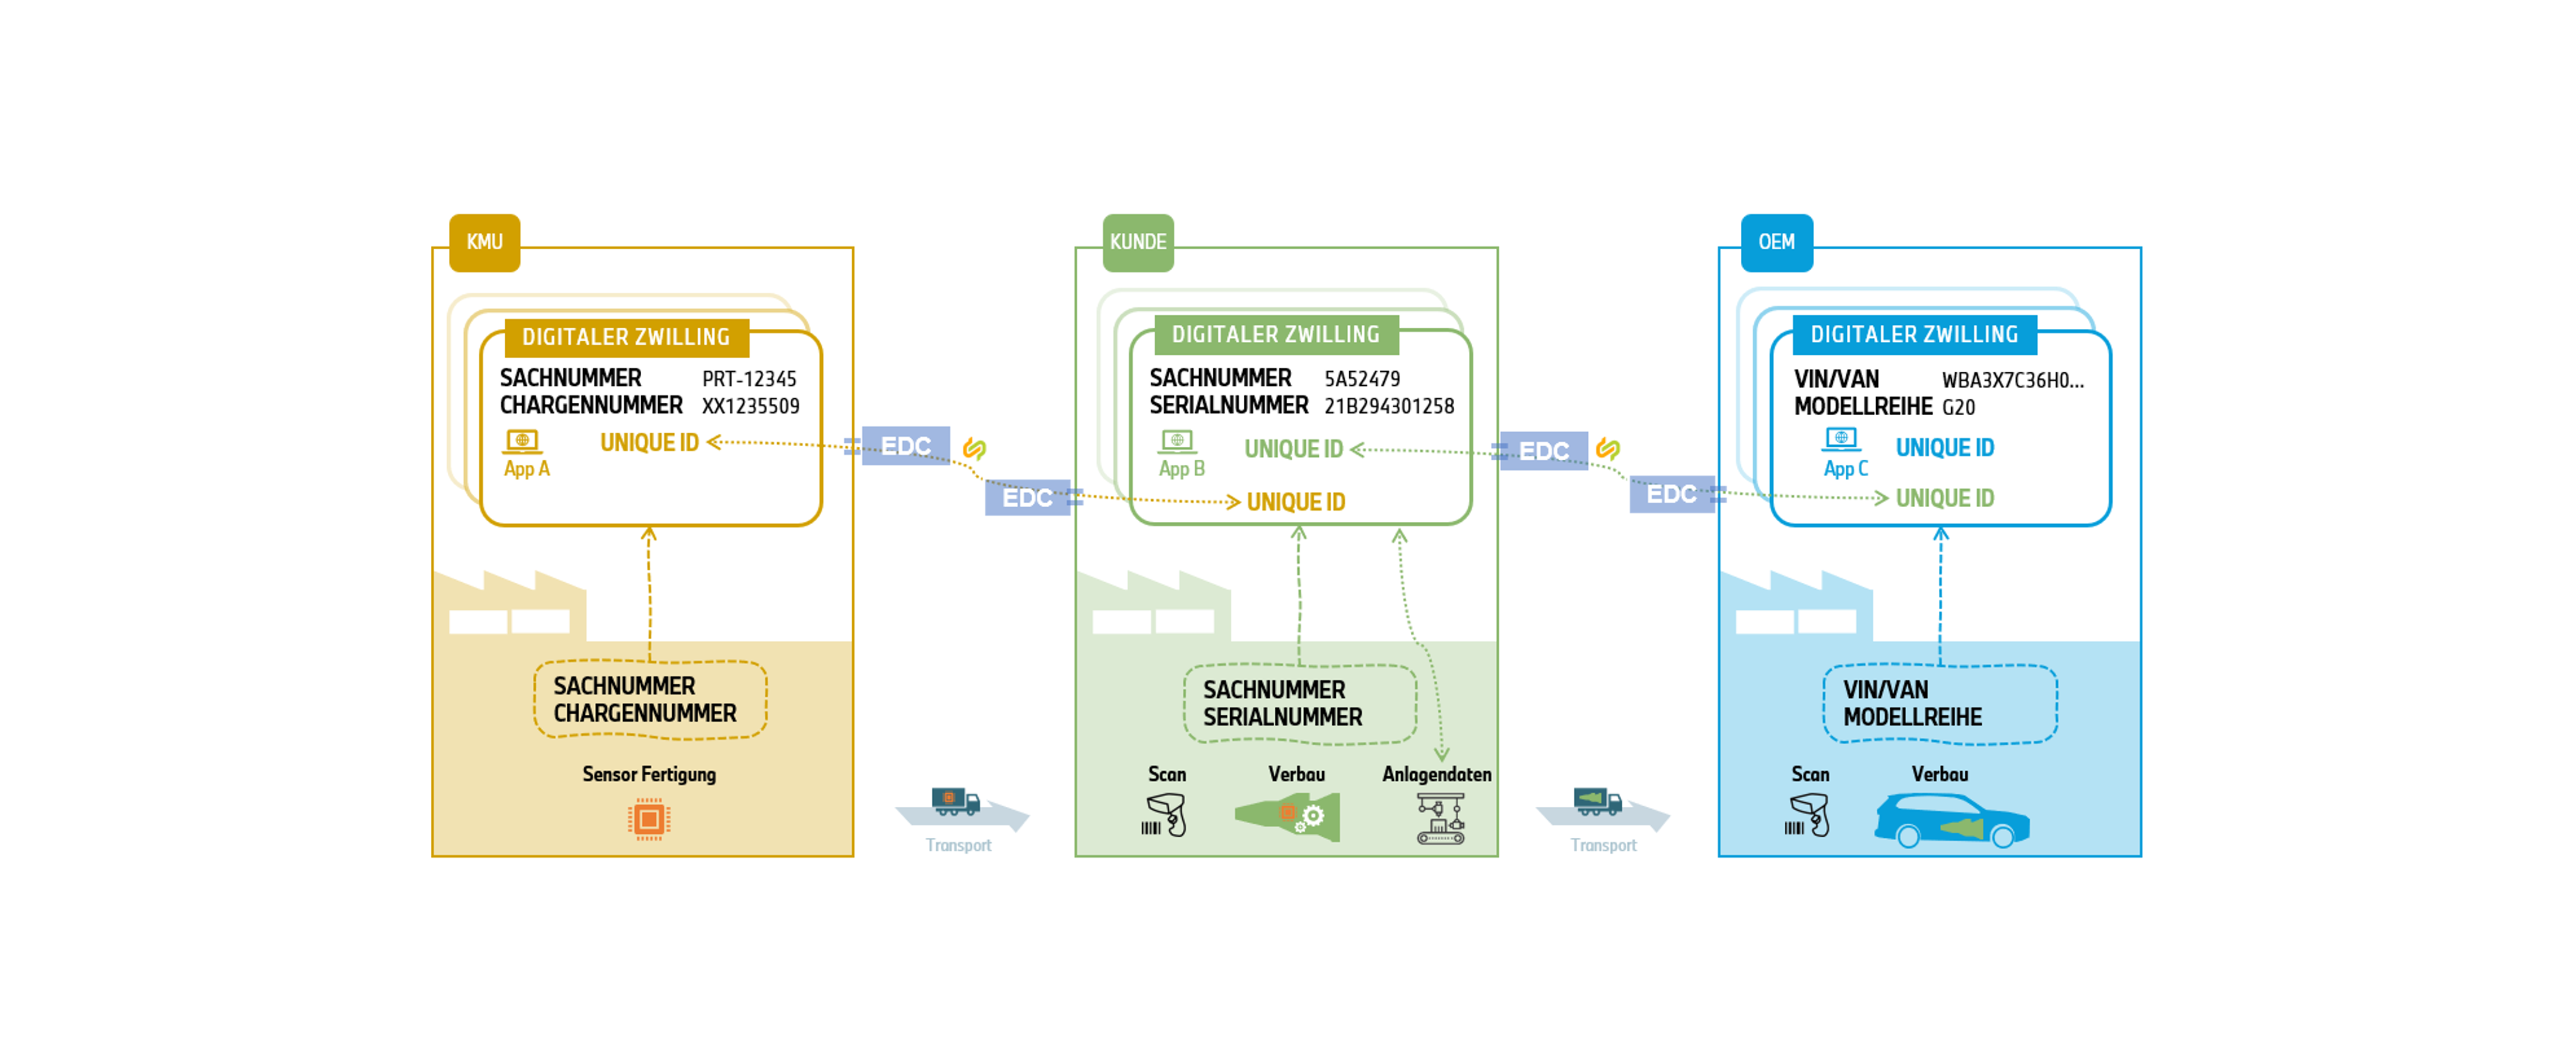 KMU
DIGITALER ZWILLING
SACHNUMMER PRT-12345
CHARGENNUMMER XX1235509
UNIQUE ID
App A
SACHNUMMER
CHARGENNUMMER
Sensor Fertigung
EDC
EDC
Transport
KUNDE
DIGITALER ZWILLING
SACHNUMMER 5A52479
SERIALNUMMER 21B294301258
UNIQUE ID
App B
UNIQUE ID
SACHNUMMER
SERIALNUMMER
Scan Verbau Anlagendaten
EDC
EDC
Transport
OEM
DIGITALER ZWILLING
VIN/VAN WBA3X7C36H0...
MODELLREIHE G20
UNIQUE ID
App C
UNIQUE ID
VIN/VAN
MODELLREIHE
Scan Verbau